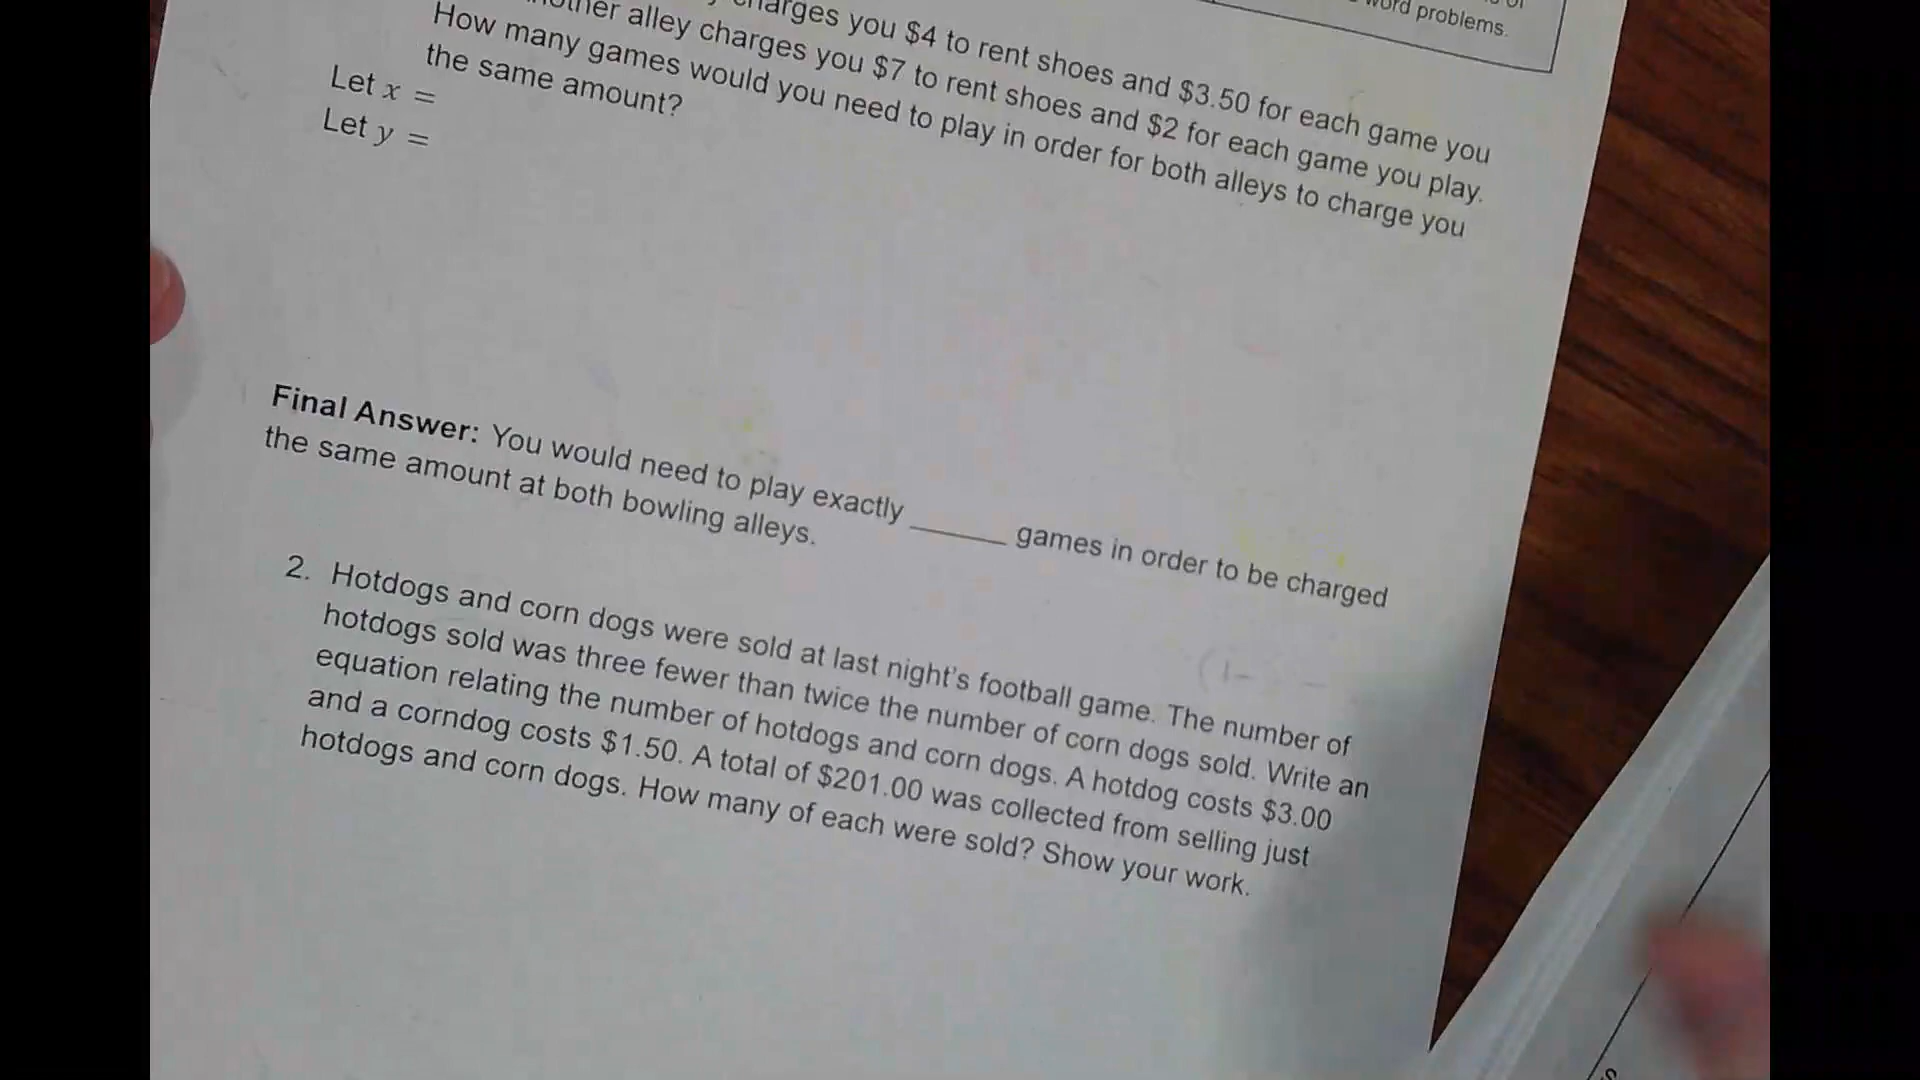 word problems.
charges you $4 to rent shoes and $3.50 for each game you
alley charges you $7 to rent shoes and $2 for each game you play.
How many games would you need to play in order for both alleys to charge you
the same amount?
Let x =
Let y =
Final Answer: You would need to play exactly ______ games in order to be charged
the same amount at both bowling alleys.
2. Hotdogs and corn dogs were sold at last night's football game. The number of
hotdogs sold was three fewer than twice the number of corn dogs sold. Write an
equation relating the number of hotdogs and corn dogs. A hotdog costs $3.00
and a corndog costs $1.50. A total of $201.00 was collected from selling just
hotdogs and corn dogs. How many of each were sold? Show your work.